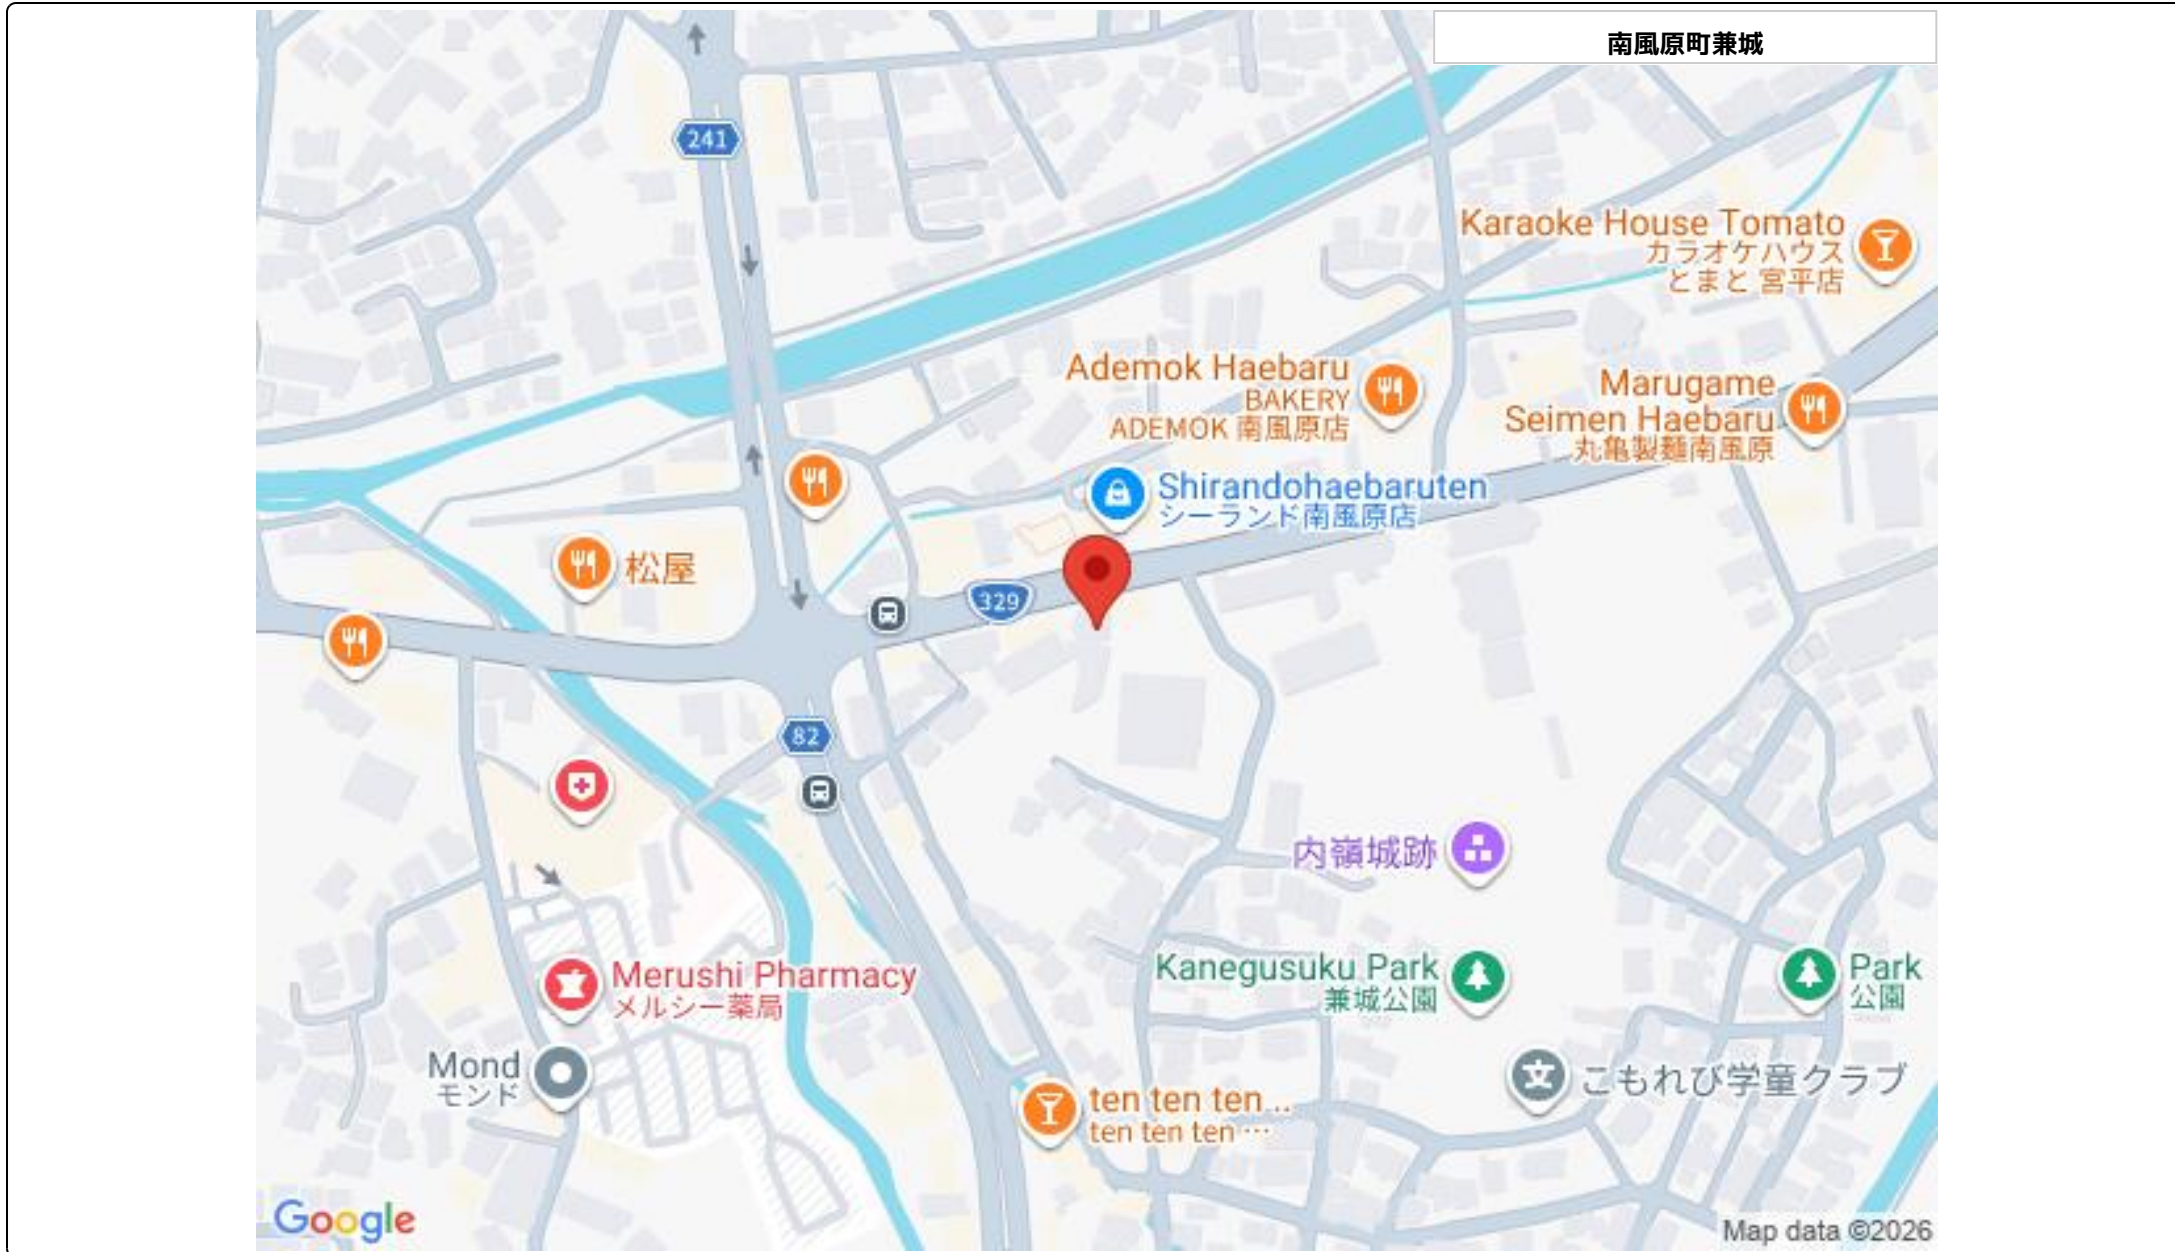 南風原町兼城
241
Karaoke House Tomato
カラオケハウス
とまと 宮平店
Ademok Haebaru
BAKERY
ADEMOK 南風原店
Marugame
Seimen Haebaru
丸亀製麺南風原
Shirandohaebaruten
シーランド南風原店
松屋
329
82
内嶺城跡
Kanegusuku Park
兼城公園
Park
公園
Merushi Pharmacy
メルシー薬局
Mond
モンド
こもれび学童クラブ
ten ten ten ..
ten ten ten …
Google
Map data ©2026